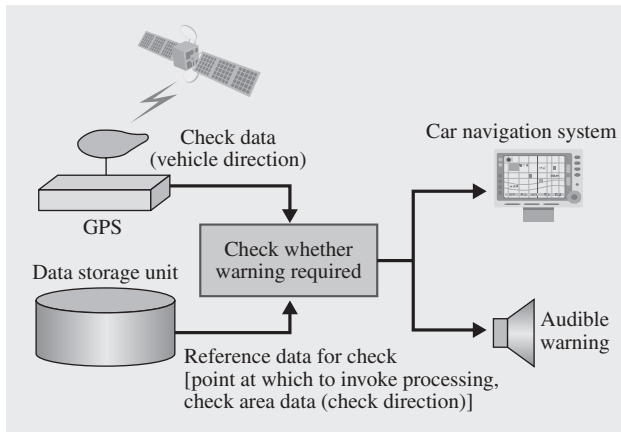 Check data
(vehicle direction)
Car navigation system
GPS
Check whether
warning required
Data storage unit
Audible
warning
Reference data for check
[point at which to invoke processing,
check area data (check direction)]